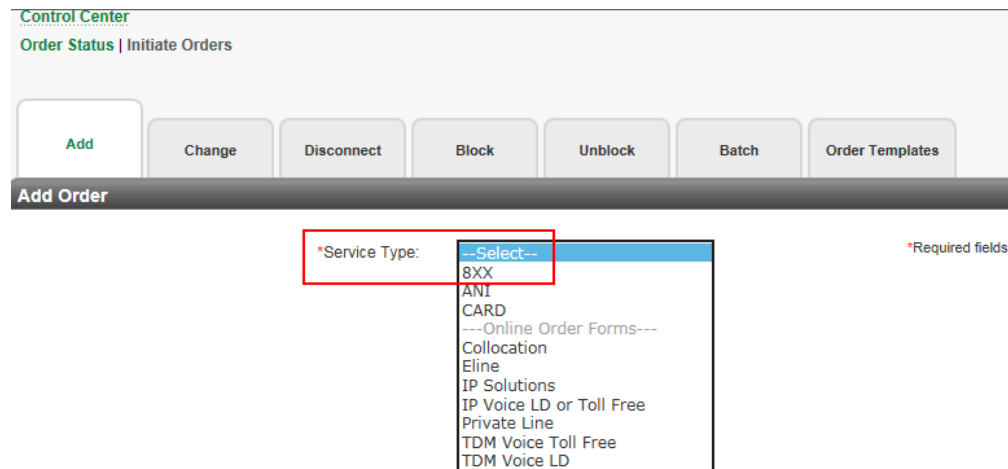 Control Center
Order Status | Initiate Orders
Add
Change
Disconnect
Block
Unblock
Batch
Order Templates
Add Order
*Service Type:
--Select--
*Required fields
8XX
ANI
CARD
---Online Order Forms---
Collocation
Eline
IP Solutions
IP Voice LD or Toll Free
Private Line
TDM Voice Toll Free
TDM Voice LD